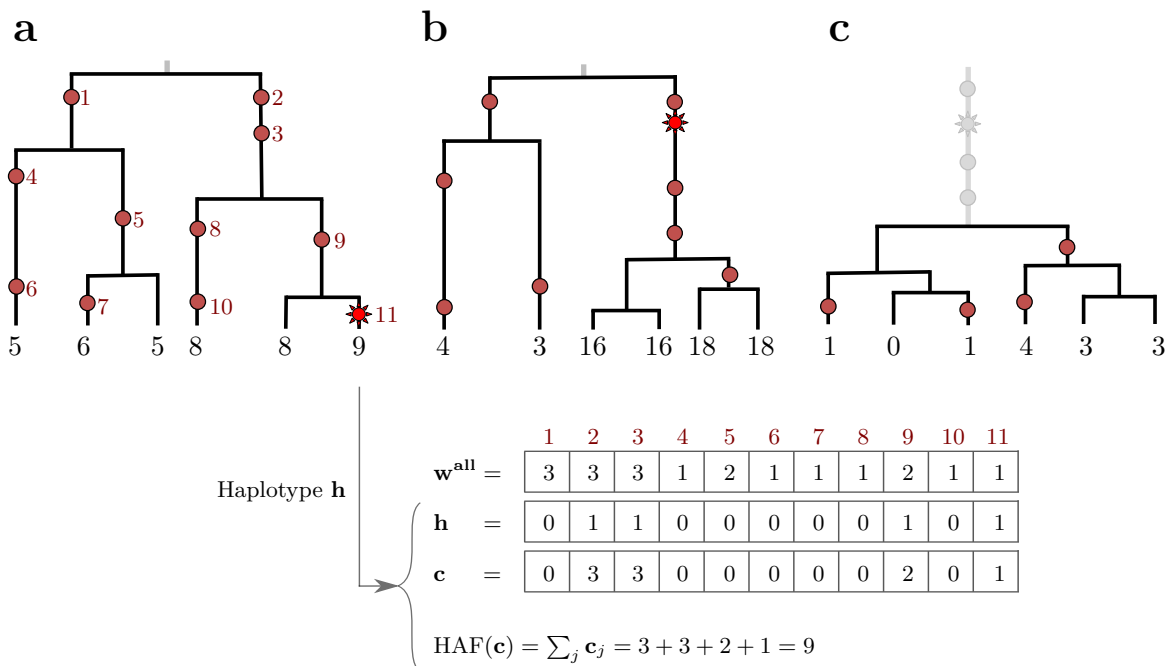 a b c
1 2
3
4
5
8 9
6
7 10 11
5 6 5 8 8 9
4 3 16 16 18 18
1 0 1 4 3 3
1 2 3 4 5 6 7 8 9 10 11
w^all = 3 3 3 1 2 1 1 1 2 1 1
Haplotype h
h = 0 1 1 0 0 0 0 0 1 0 1
c = 0 3 3 0 0 0 0 0 2 0 1
HAF(c) = ∑_j c_j = 3 + 3 + 2 + 1 = 9